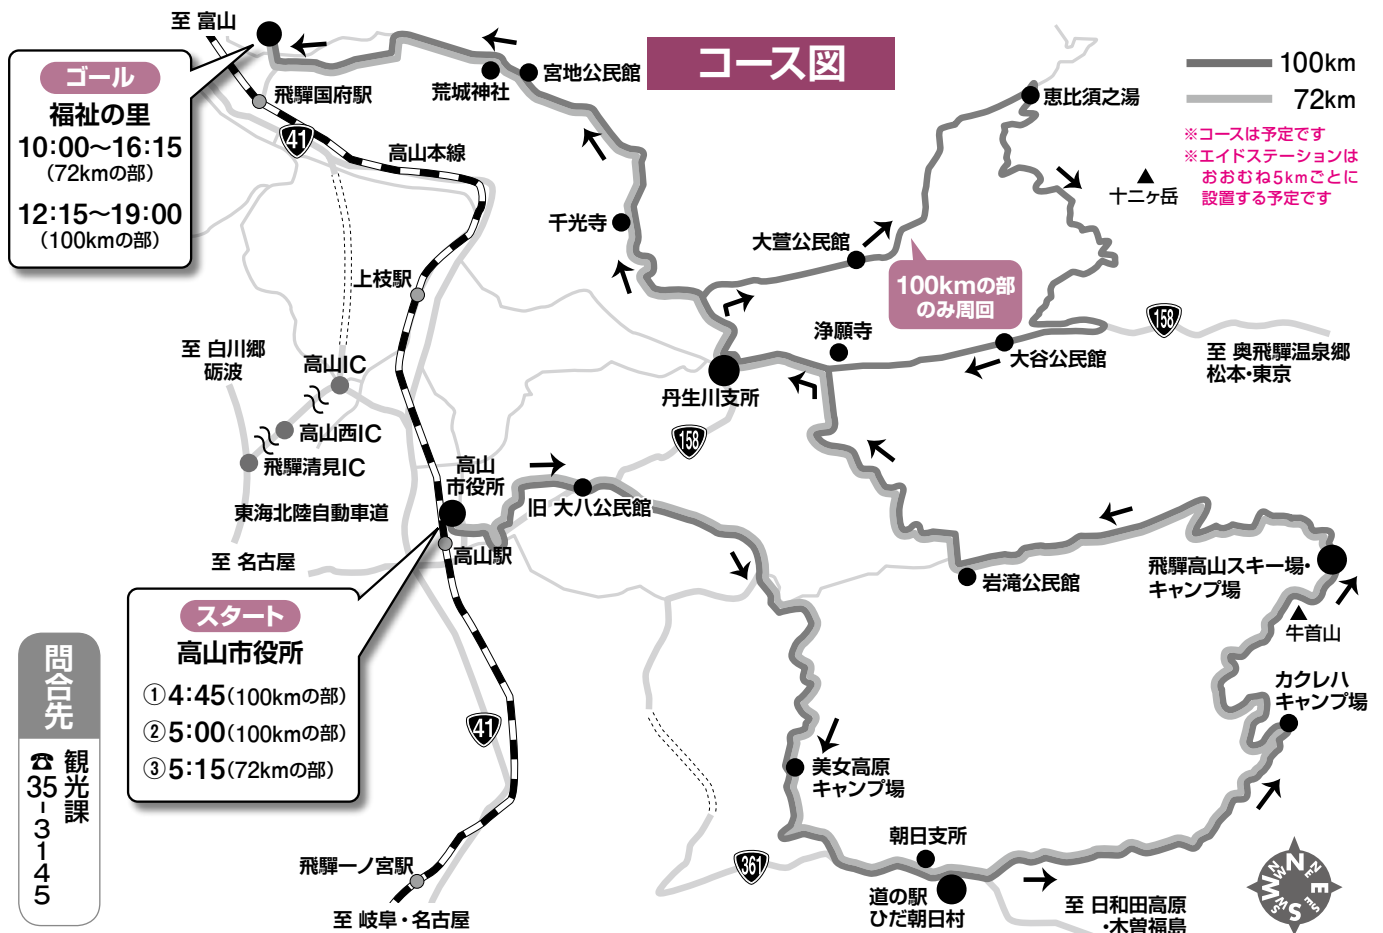 コース図
100km
72km
※コースは予定です
※エイドステーションは
おおむね5kmごとに
設置する予定です
至 富山
ゴール
福祉の里
10:00〜16:15
(72kmの部)
12:15〜19:00
(100kmの部)
飛驒国府駅
41
高山本線
荒城神社
宮地公民館
恵比須之湯
十二ヶ岳
千光寺
大萱公民館
100kmの部
のみ周回
上枝駅
158
至 奥飛驒温泉郷
松本・東京
浄願寺
大谷公民館
丹生川支所
至 白川郷
砺波
高山IC
高山西IC
飛驒清見IC
東海北陸自動車道
至 名古屋
158
高山
市役所
旧 大八公民館
高山駅
岩滝公民館
飛驒高山スキー場・
キャンプ場
牛首山
カクレハ
キャンプ場
スタート
高山市役所
①4:45(100kmの部)
②5:00(100kmの部)
③5:15(72kmの部)
41
問合先
観光課
☎35-3145
美女高原
キャンプ場
朝日支所
361
道の駅
ひだ朝日村
至 日和田高原
・木曽福島
飛驒一ノ宮駅
至 岐阜・名古屋
N
NE
E
SE
S
SW
W
NW